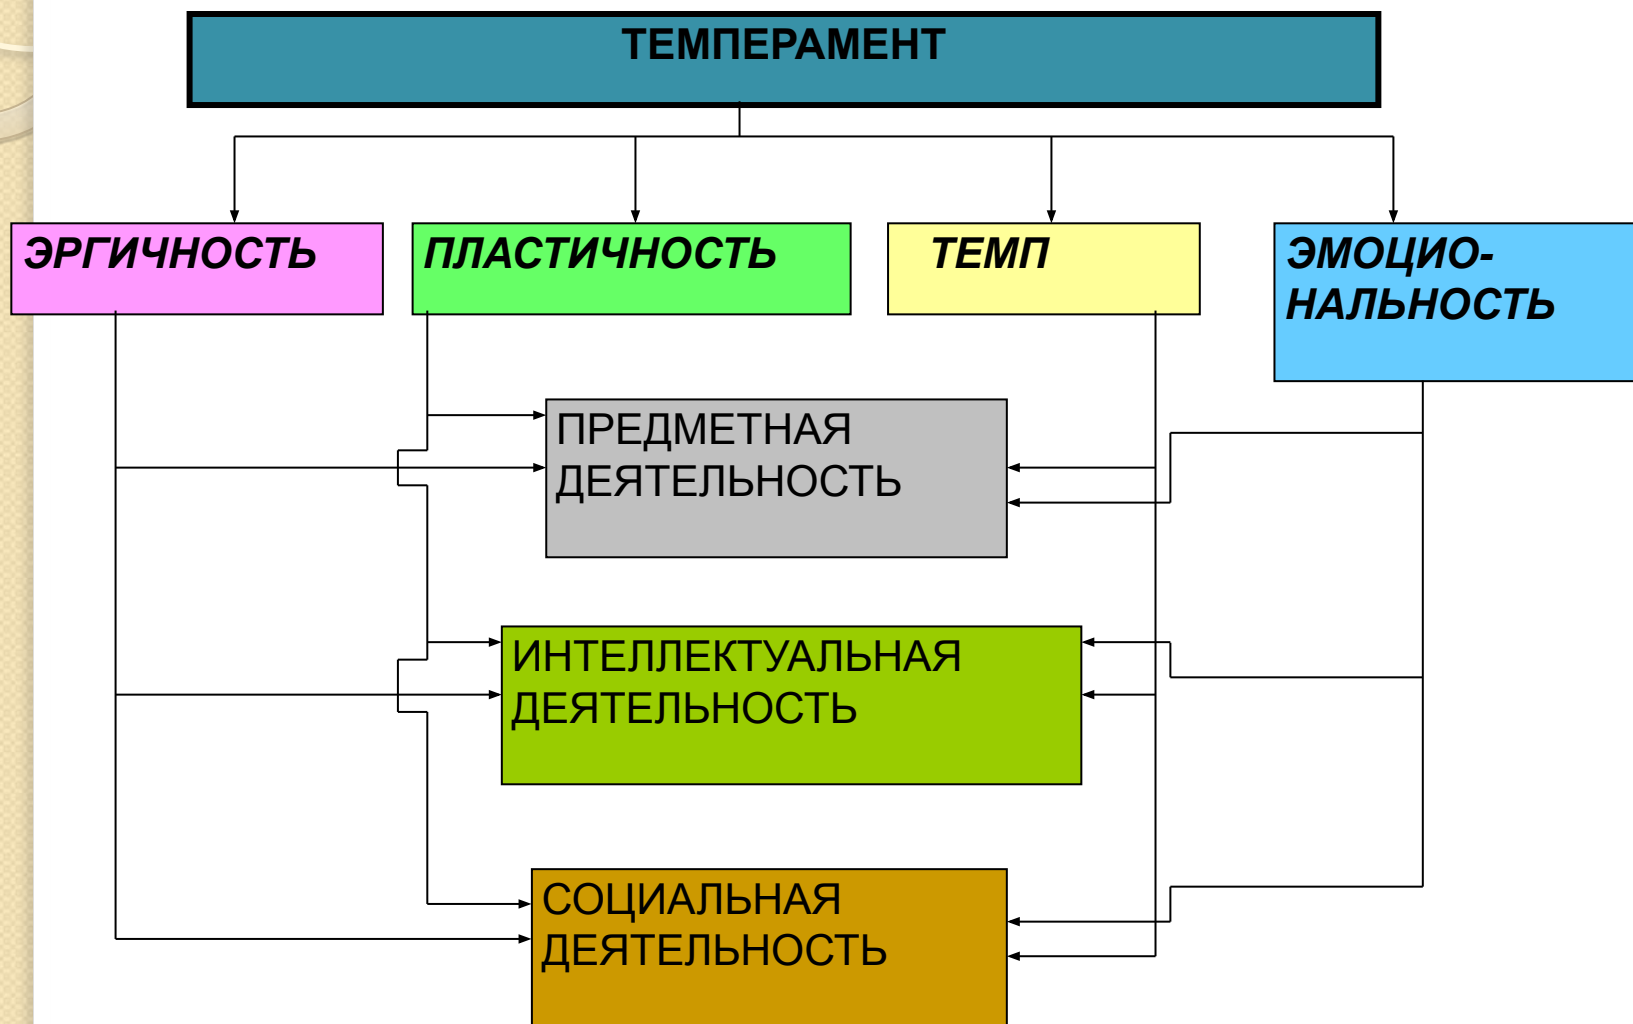 ТЕМПЕРАМЕНТ
ЭРГИЧНОСТЬ
ПЛАСТИЧНОСТЬ
ТЕМП
ЭМОЦИО-
НАЛЬНОСТЬ
ПРЕДМЕТНАЯ
ДЕЯТЕЛЬНОСТЬ
ИНТЕЛЛЕКТУАЛЬНАЯ
ДЕЯТЕЛЬНОСТЬ
СОЦИАЛЬНАЯ
ДЕЯТЕЛЬНОСТЬ